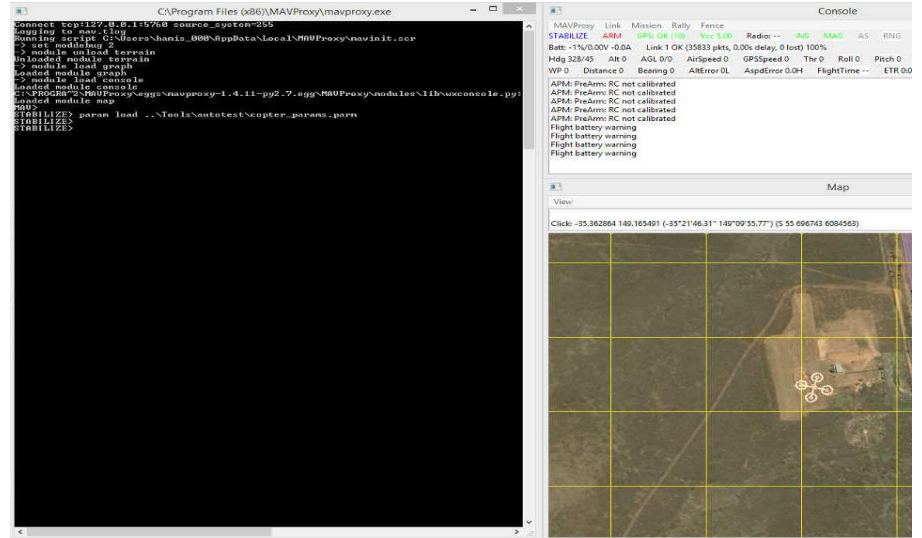 C:\Program Files (x86)\MAVProxy\mavproxy.exe
Connect tcp:127.0.0.1:5760 source_system=255
Logging to mav.tlog
Running script C:\Users\hamis_000\AppData\Local\MAVProxy\mavinit.scr
-> set moddebug 2
-> module unload terrain
Unloaded module terrain
-> module load graph
Loaded module graph
-> module load console
Loaded module console
C:\PROGRA~2\MAVProxy\eggs\mavproxy-1.4.11-py2.7.egg\MAVProxy\modules\lib\wxconsole.py:
Loaded module map
MAV>
STABILIZE> param load ..\Tools\autotest\copter_params.parm
STABILIZE>
STABILIZE>
Console
MAVProxy Link Mission Rally Fence
STABILIZE ARM GPS: OK (10) Vcc 5.00 Radio: -- INS MAG AS RNG
Batt: -1%/0.00V -0.0A Link 1 OK (35833 pkts, 0.00s delay, 0 lost) 100%
Hdg 328/45 Alt 0 AGL 0/0 AirSpeed 0 GPSSpeed 0 Thr 0 Roll 0 Pitch 0
WP 0 Distance 0 Bearing 0 AltError 0L AspdError 0.0H FlightTime -- ETR 0:0
APM: PreArm: RC not calibrated
APM: PreArm: RC not calibrated
APM: PreArm: RC not calibrated
APM: PreArm: RC not calibrated
APM: PreArm: RC not calibrated
Flight battery warning
Flight battery warning
Flight battery warning
Flight battery warning
Map
View
Click: -35.362864 149.165491 (-35°21'46.31" 149°09'55.77") (S 55 696743 6084563)